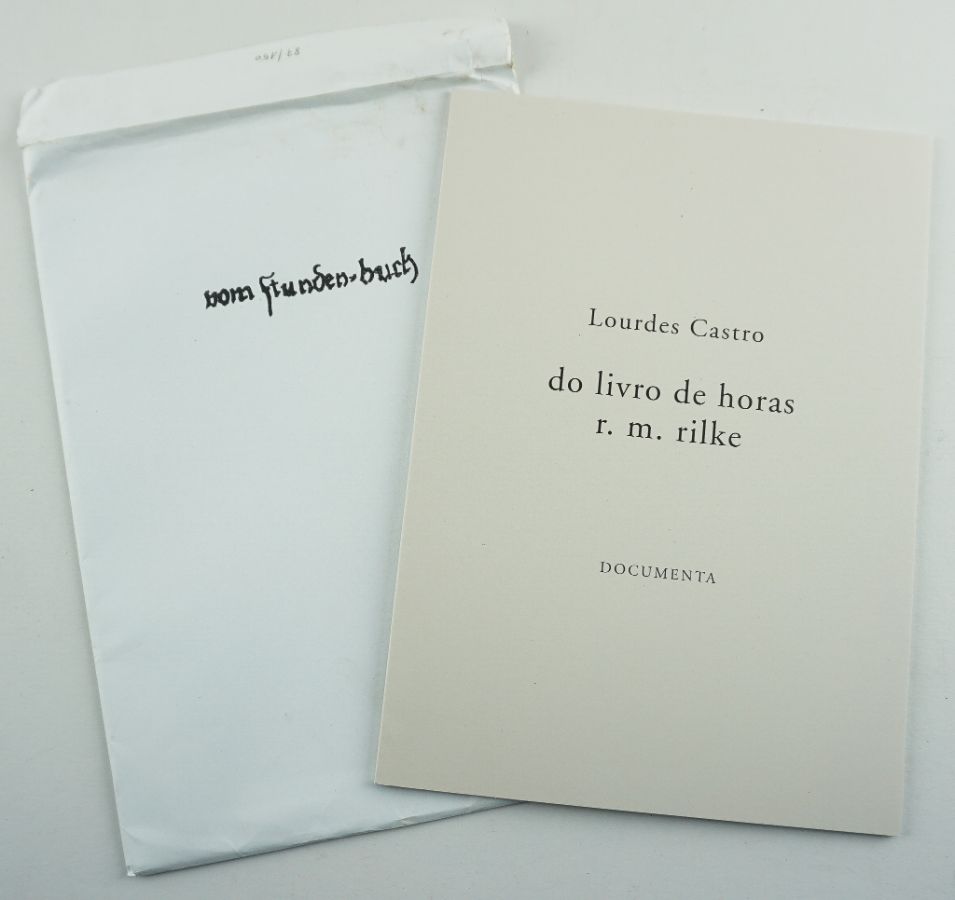 vom stunden-buch
Lourdes Castro
do livro de horas
r. m. rilke
DOCUMENTA